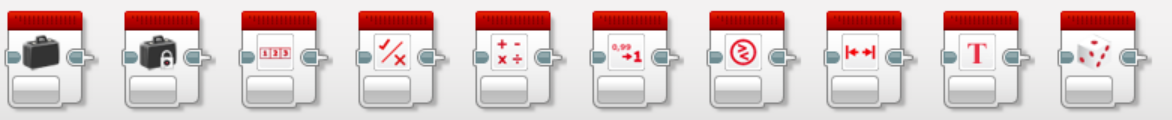 123
+ -
x ÷
0,99
→1
T